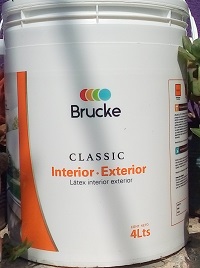 Brucke
CLASSIC
Interior · Exterior
Látex interior exterior
4Lts